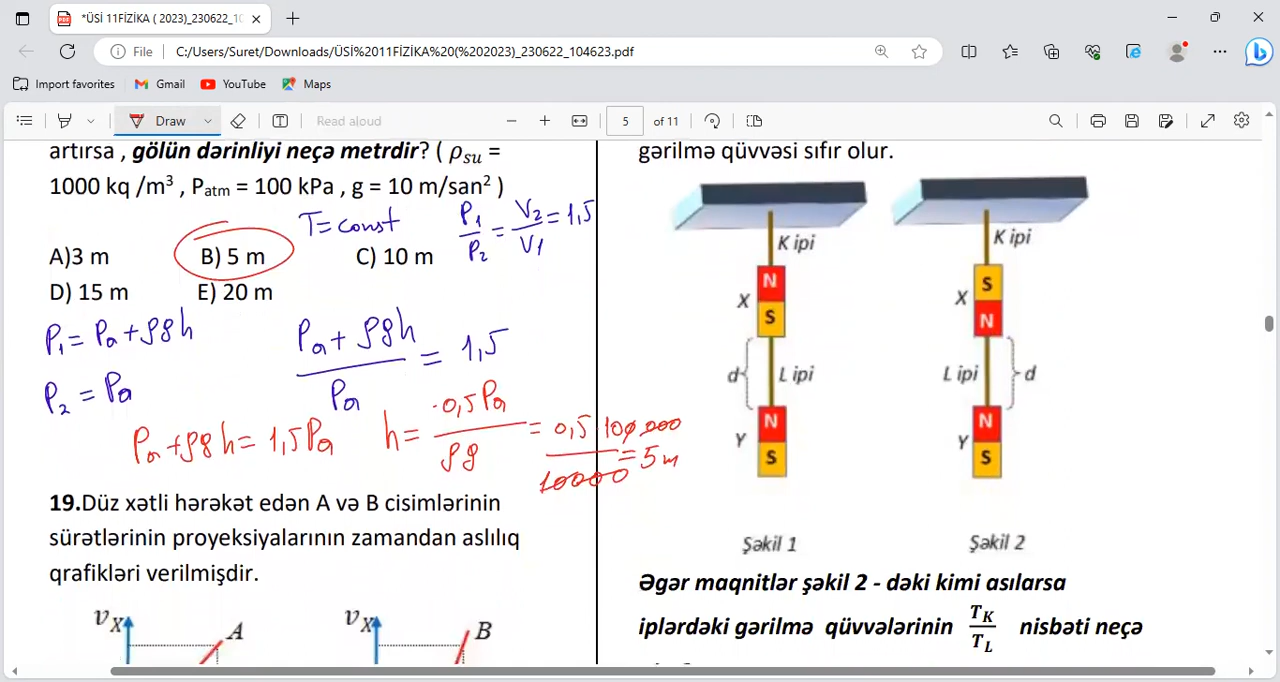 *ÜSİ 11FİZİKA ( 2023)_230622_10
File
C:/Users/Suret/Downloads/ÜSİ%2011FİZİKA%20(%202023)_230622_104623.pdf
Import favorites
Gmail
YouTube
Maps
Draw
Read aloud
5
of 11
artırsa , gölün dərinliyi neçə metrdir? ( ρsu =
1000 kq /m³ , Patm = 100 kPa , g = 10 m/san² )
T=const
P₁/P₂ = V₂/V₁ = 1,5
A)3 m
B) 5 m
C) 10 m
D) 15 m
E) 20 m
P₁ = Pa + ρgh
(Pa + ρgh)/Pa = 1,5
P₂ = Pa
Pa + ρgh = 1,5Pa
h = 0,5Pa/ρg = 0,5·100000/10000 = 5m
19.Düz xətli hərəkət edən A və B cisimlərinin
sürətlərinin proyeksiyalarının zamandan aslılıq
qrafikləri verilmişdir.
vX
A
vX
B
gərilmə qüvvəsi sıfır olur.
K ipi
N
X
S
d
L ipi
N
Y
S
Şəkil 1
K ipi
S
X
N
L ipi
d
N
Y
S
Şəkil 2
Əgər maqnitlər şəkil 2 - dəki kimi asılarsa
iplərdəki gərilmə qüvvələrinin TK/TL nisbəti neçə